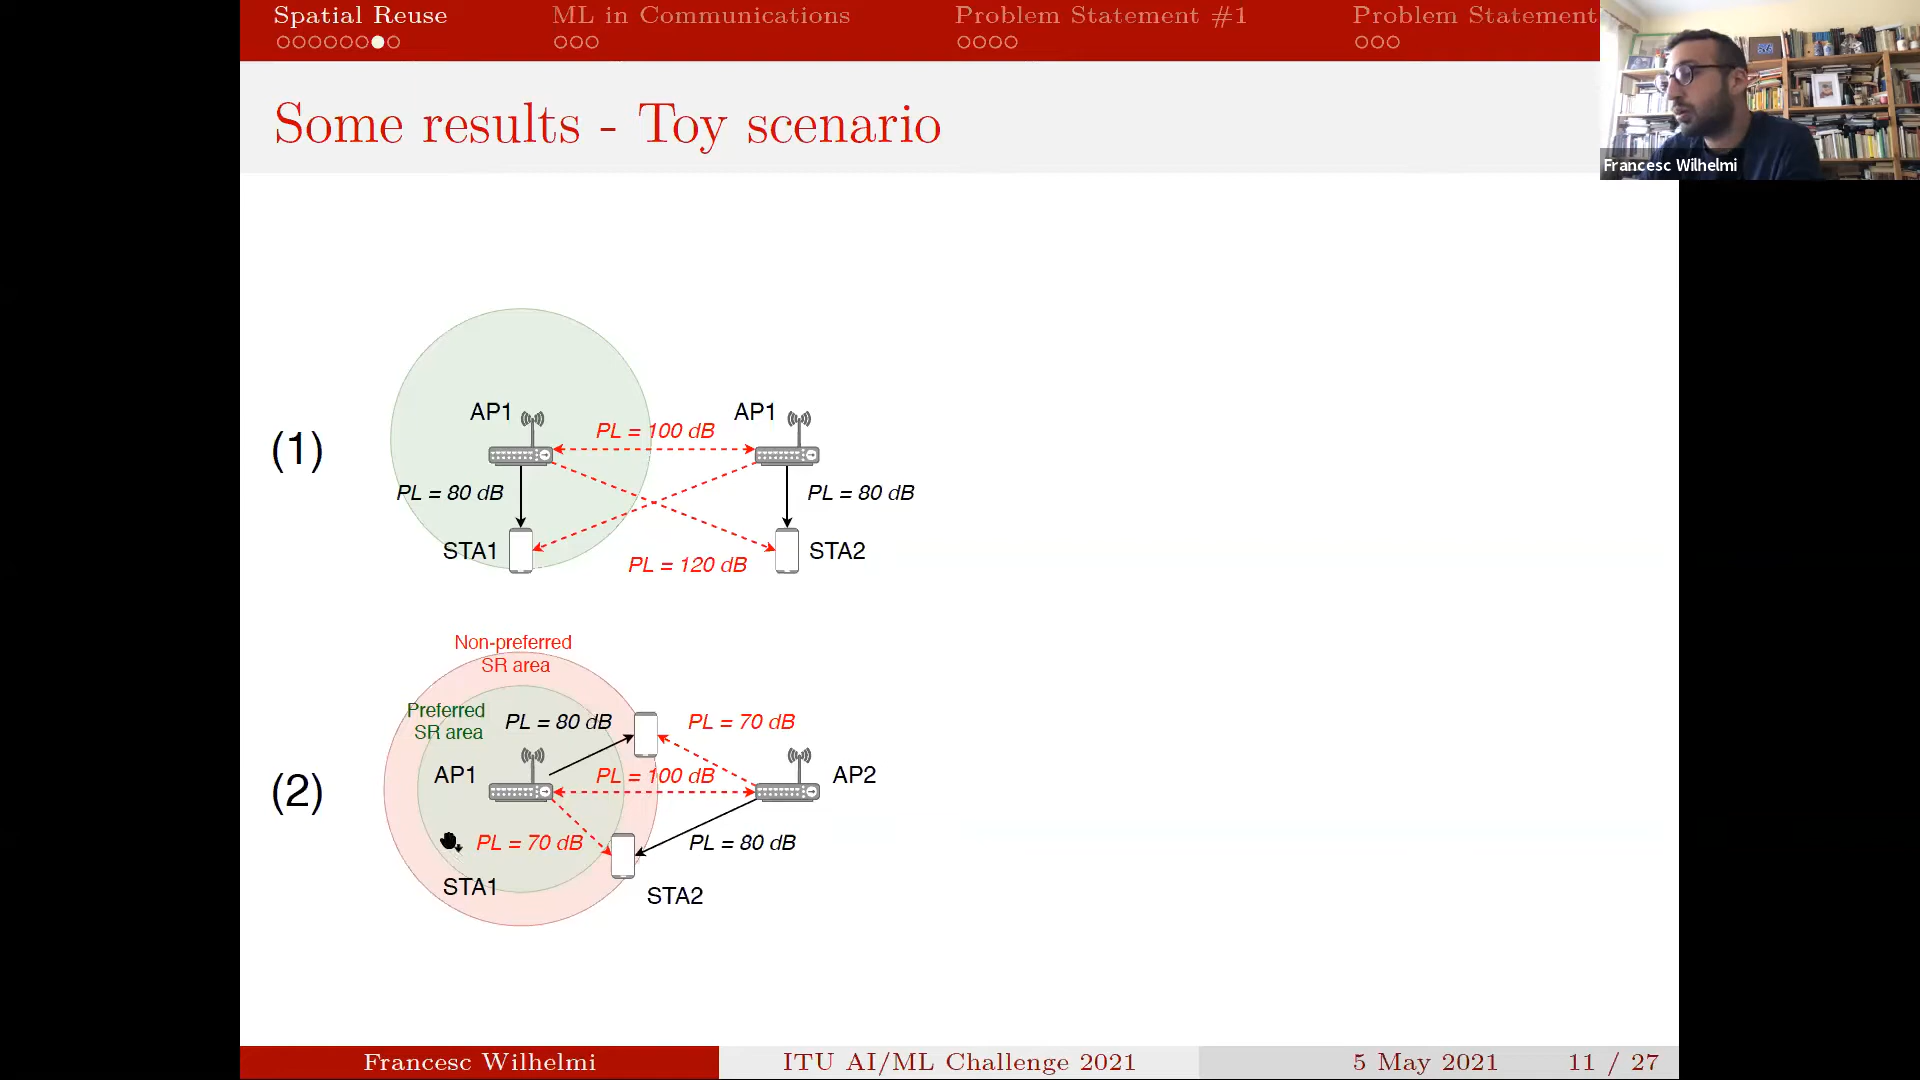 Spatial Reuse
ML in Communications
Problem Statement #1
Problem Statement
Francesc Wilhelmi
Some results - Toy scenario
(1)
AP1
AP1
PL = 100 dB
PL = 80 dB
PL = 80 dB
STA1
STA2
PL = 120 dB
(2)
Non-preferred
SR area
Preferred
SR area
PL = 80 dB
PL = 70 dB
AP1
PL = 100 dB
AP2
PL = 70 dB
PL = 80 dB
STA1
STA2
Francesc Wilhelmi
ITU AI/ML Challenge 2021
5 May 2021
11 / 27